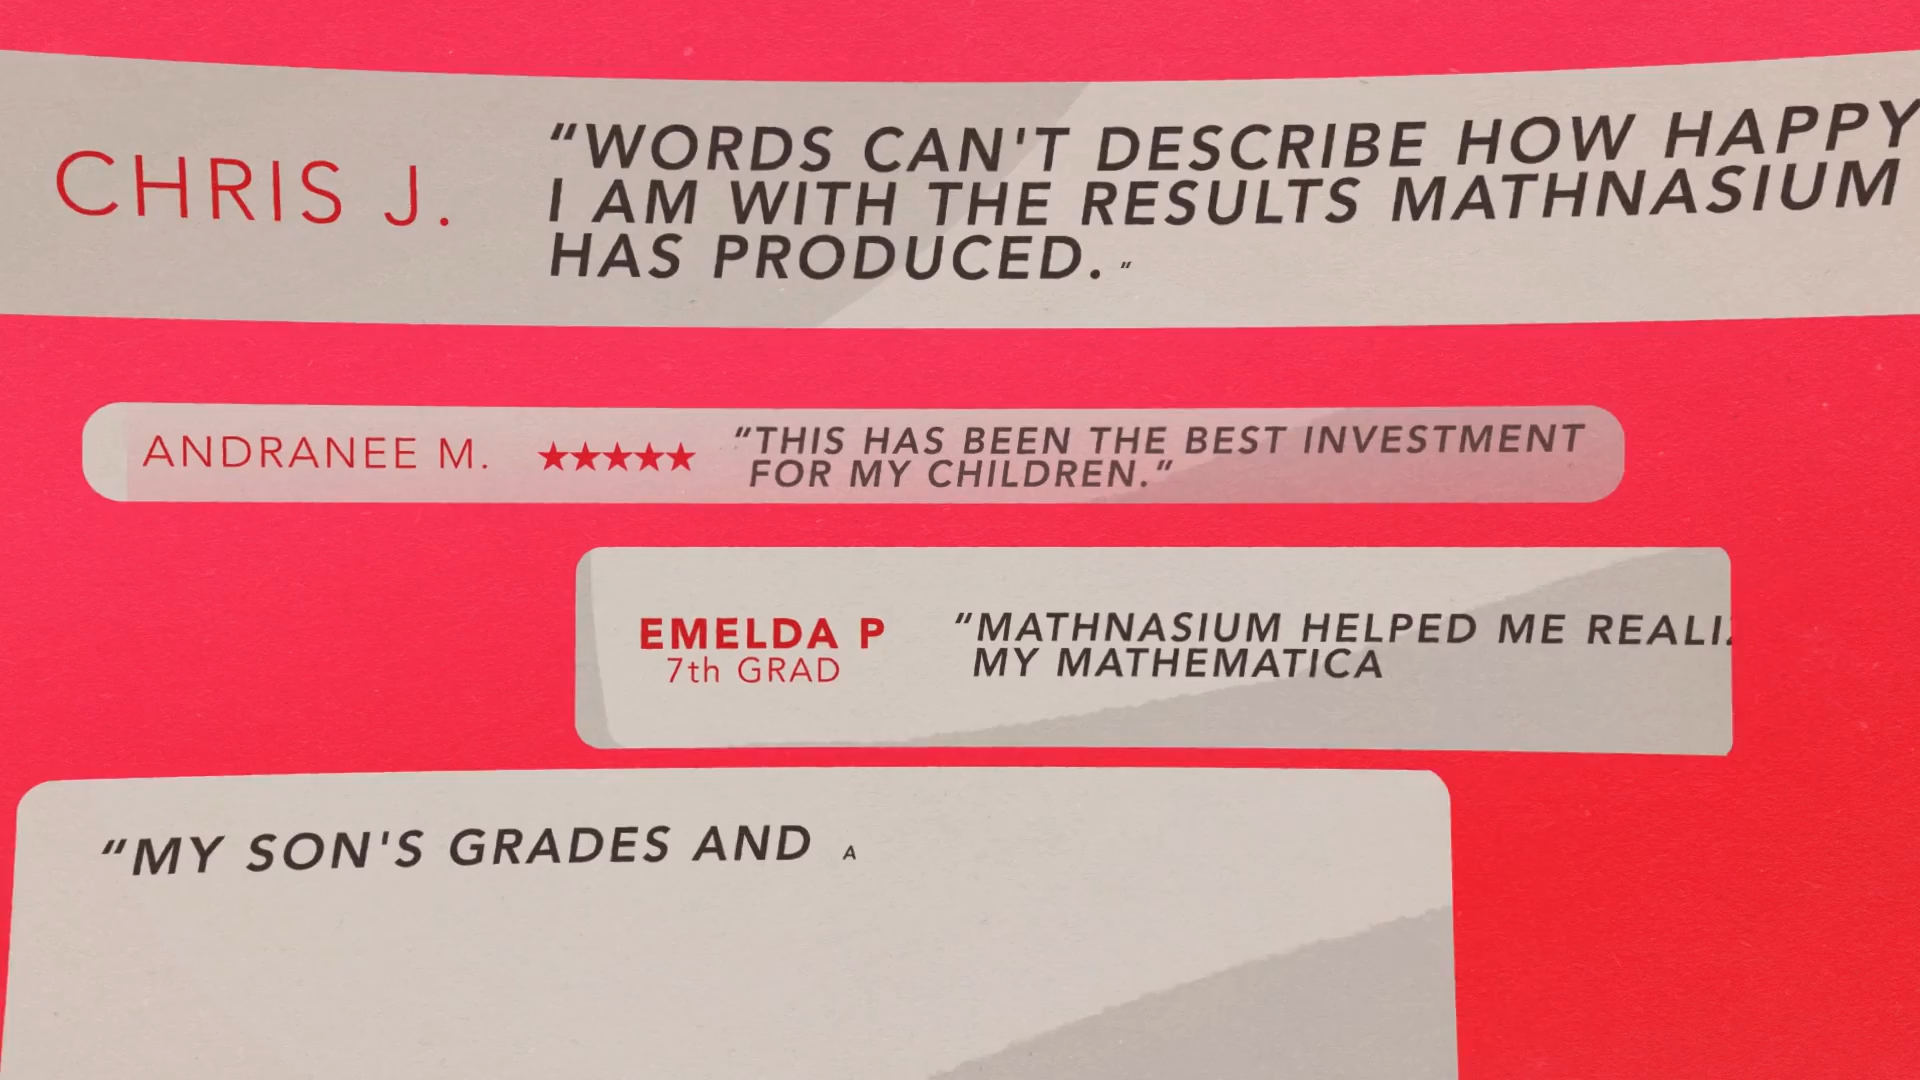 CHRIS J.
“WORDS CAN'T DESCRIBE HOW HAPPY
I AM WITH THE RESULTS MATHNASIUM
HAS PRODUCED.”
ANDRANEE M. ★★★★★
“THIS HAS BEEN THE BEST INVESTMENT
FOR MY CHILDREN.”
EMELDA P
7th GRAD
“MATHNASIUM HELPED ME REALI
MY MATHEMATICA
“MY SON'S GRADES AND A